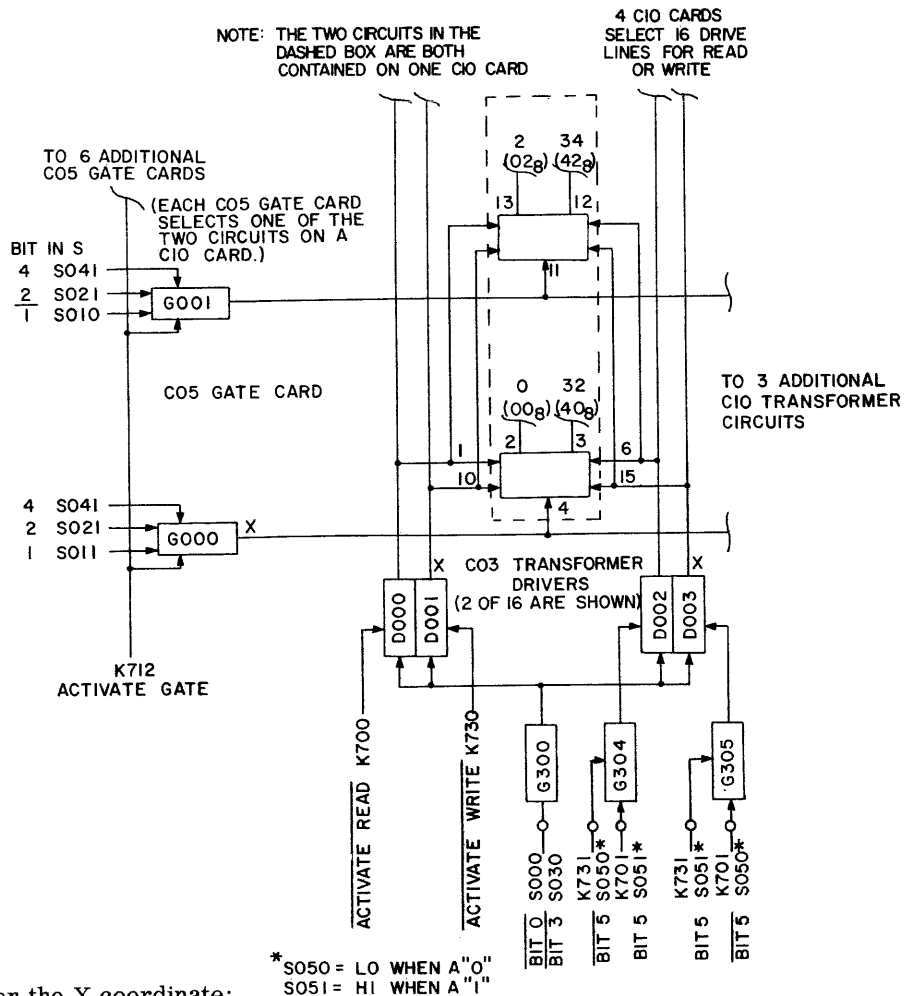 NOTE: THE TWO CIRCUITS IN THE
DASHED BOX ARE BOTH
CONTAINED ON ONE C10 CARD
4 C10 CARDS
SELECT 16 DRIVE
LINES FOR READ
OR WRITE
TO 6 ADDITIONAL
C05 GATE CARDS
(EACH C05 GATE CARD
SELECTS ONE OF THE
TWO CIRCUITS ON A
C10 CARD.)
2 34
(02₈) (42₈)
13 12
11
BIT IN S
4 S041
2 S021
1 S010
G001
C05 GATE CARD
0 32
(00₈) (40₈)
2 3
1 6
10 15
4
TO 3 ADDITIONAL
C10 TRANSFORMER
CIRCUITS
4 S041
2 S021
1 S011
G000
X
C03 TRANSFORMER
DRIVERS
(2 OF 16 ARE SHOWN)
X X
D000
D001
D002
D003
K712
ACTIVATE GATE
ACTIVATE READ K700
ACTIVATE WRITE K730
G300
G304
G305
BIT 0 S000
BIT 3 S030
K731
BIT 5 S050*
K701
BIT 5 S051*
K731
BIT 5 S051*
K701
BIT 5 S050*
*S050 = LO WHEN A "0"
S051 = HI WHEN A "1"
or the X coordinate: